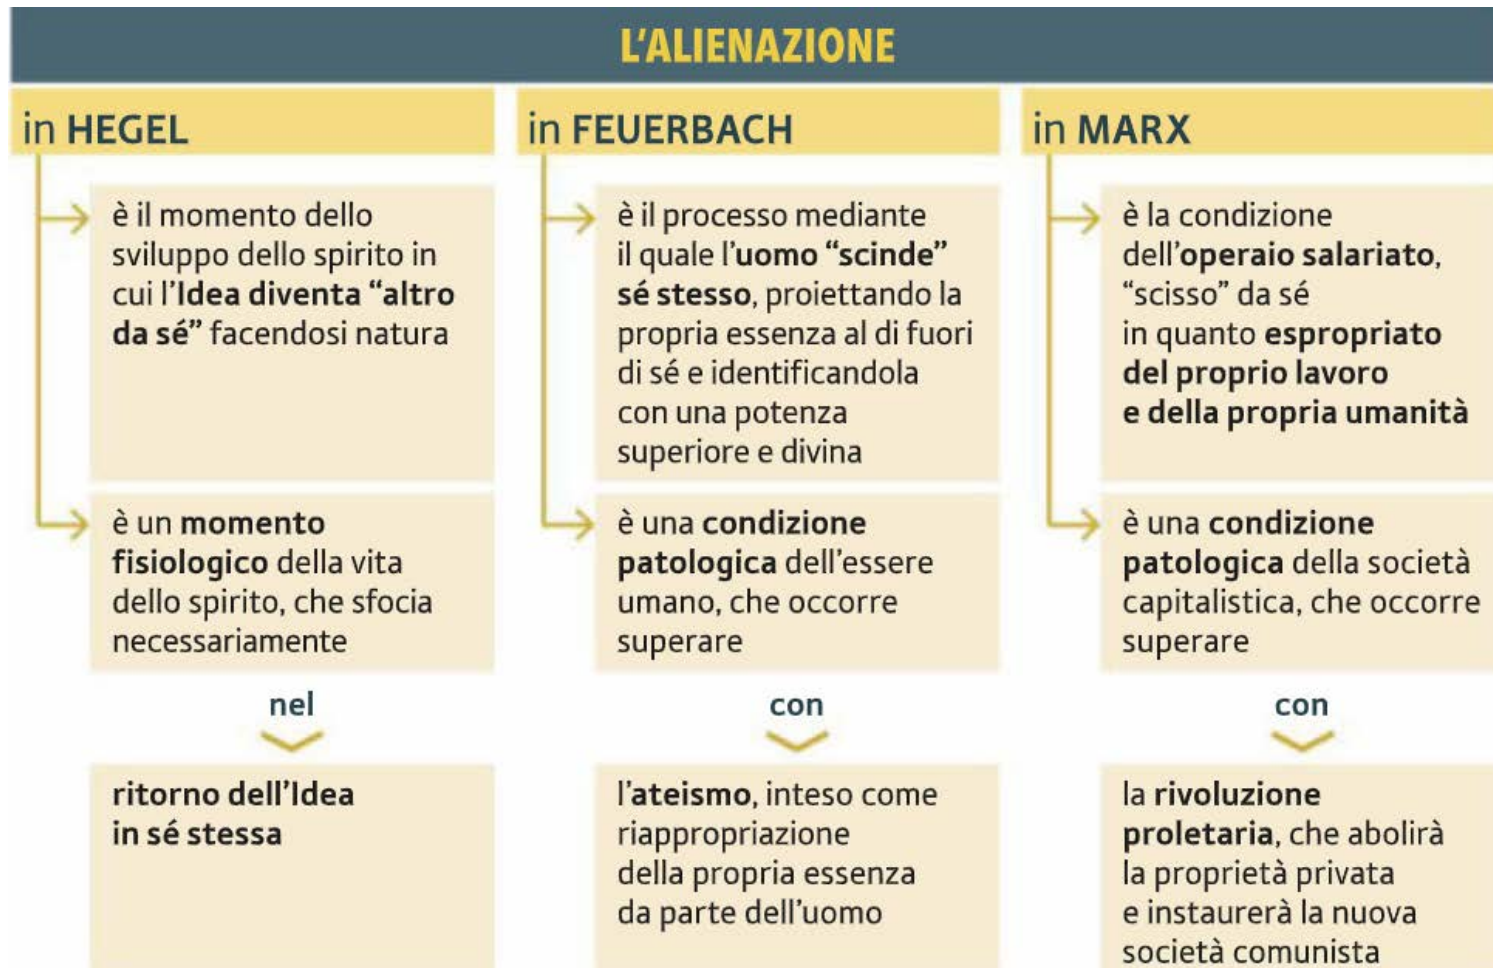 L'ALIENAZIONE
in HEGEL
è il momento dello
sviluppo dello spirito in
cui l'Idea diventa “altro
da sé” facendosi natura
è un momento
fisiologico della vita
dello spirito, che sfocia
necessariamente
nel
ritorno dell'Idea
in sé stessa
in FEUERBACH
è il processo mediante
il quale l'uomo “scinde”
sé stesso, proiettando la
propria essenza al di fuori
di sé e identificandola
con una potenza
superiore e divina
è una condizione
patologica dell'essere
umano, che occorre
superare
con
l'ateismo, inteso come
riappropriazione
della propria essenza
da parte dell'uomo
in MARX
è la condizione
dell'operaio salariato,
“scisso” da sé
in quanto espropriato
del proprio lavoro
e della propria umanità
è una condizione
patologica della società
capitalistica, che occorre
superare
con
la rivoluzione
proletaria, che abolirà
la proprietà privata
e instaurerà la nuova
società comunista